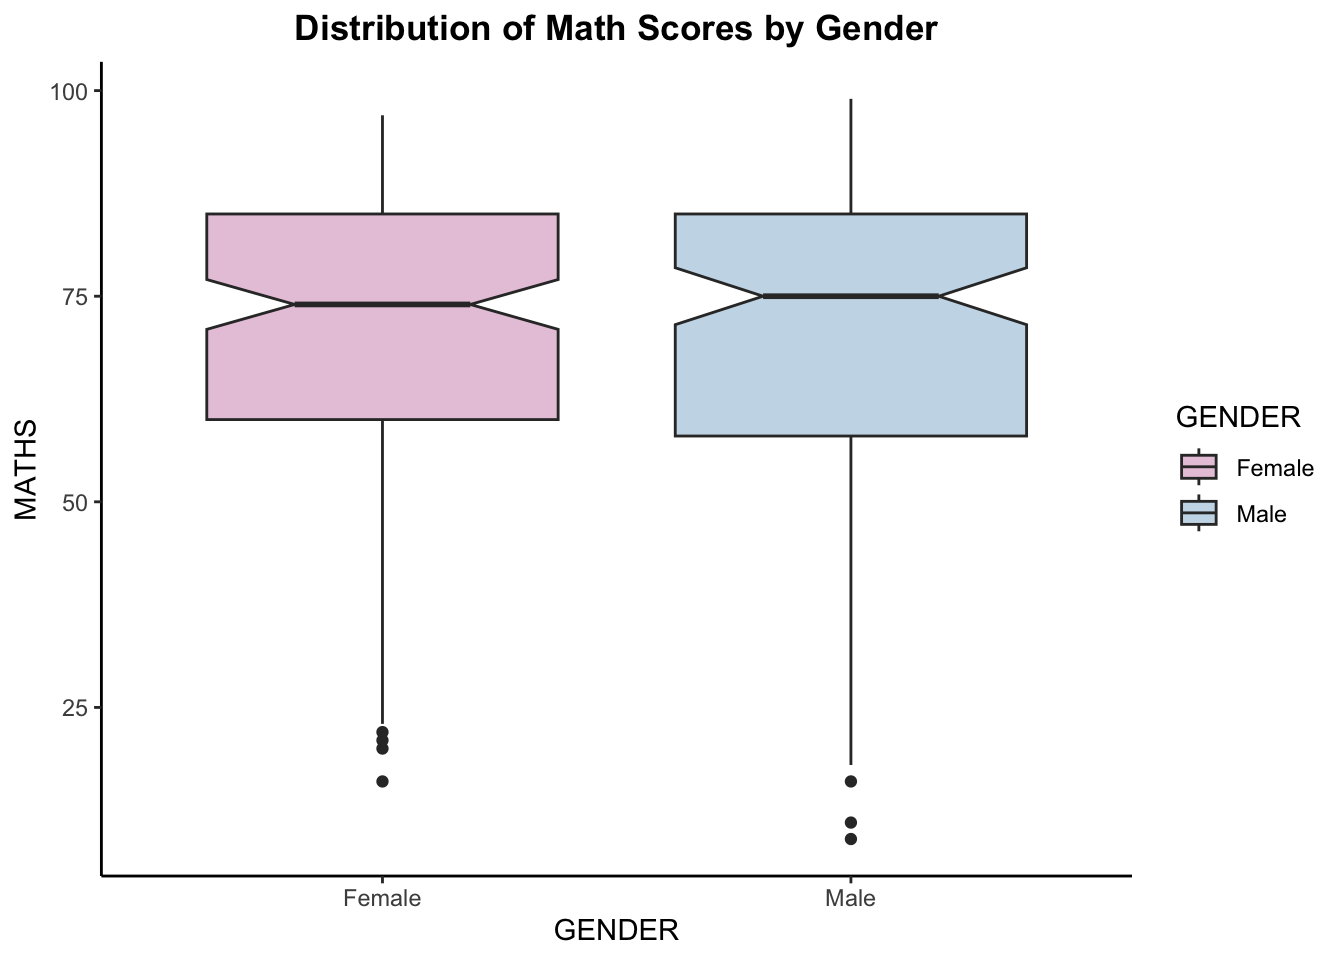 Distribution of Math Scores by Gender
100
75
50
25
MATHS
Female
Male
GENDER
GENDER
Female
Male